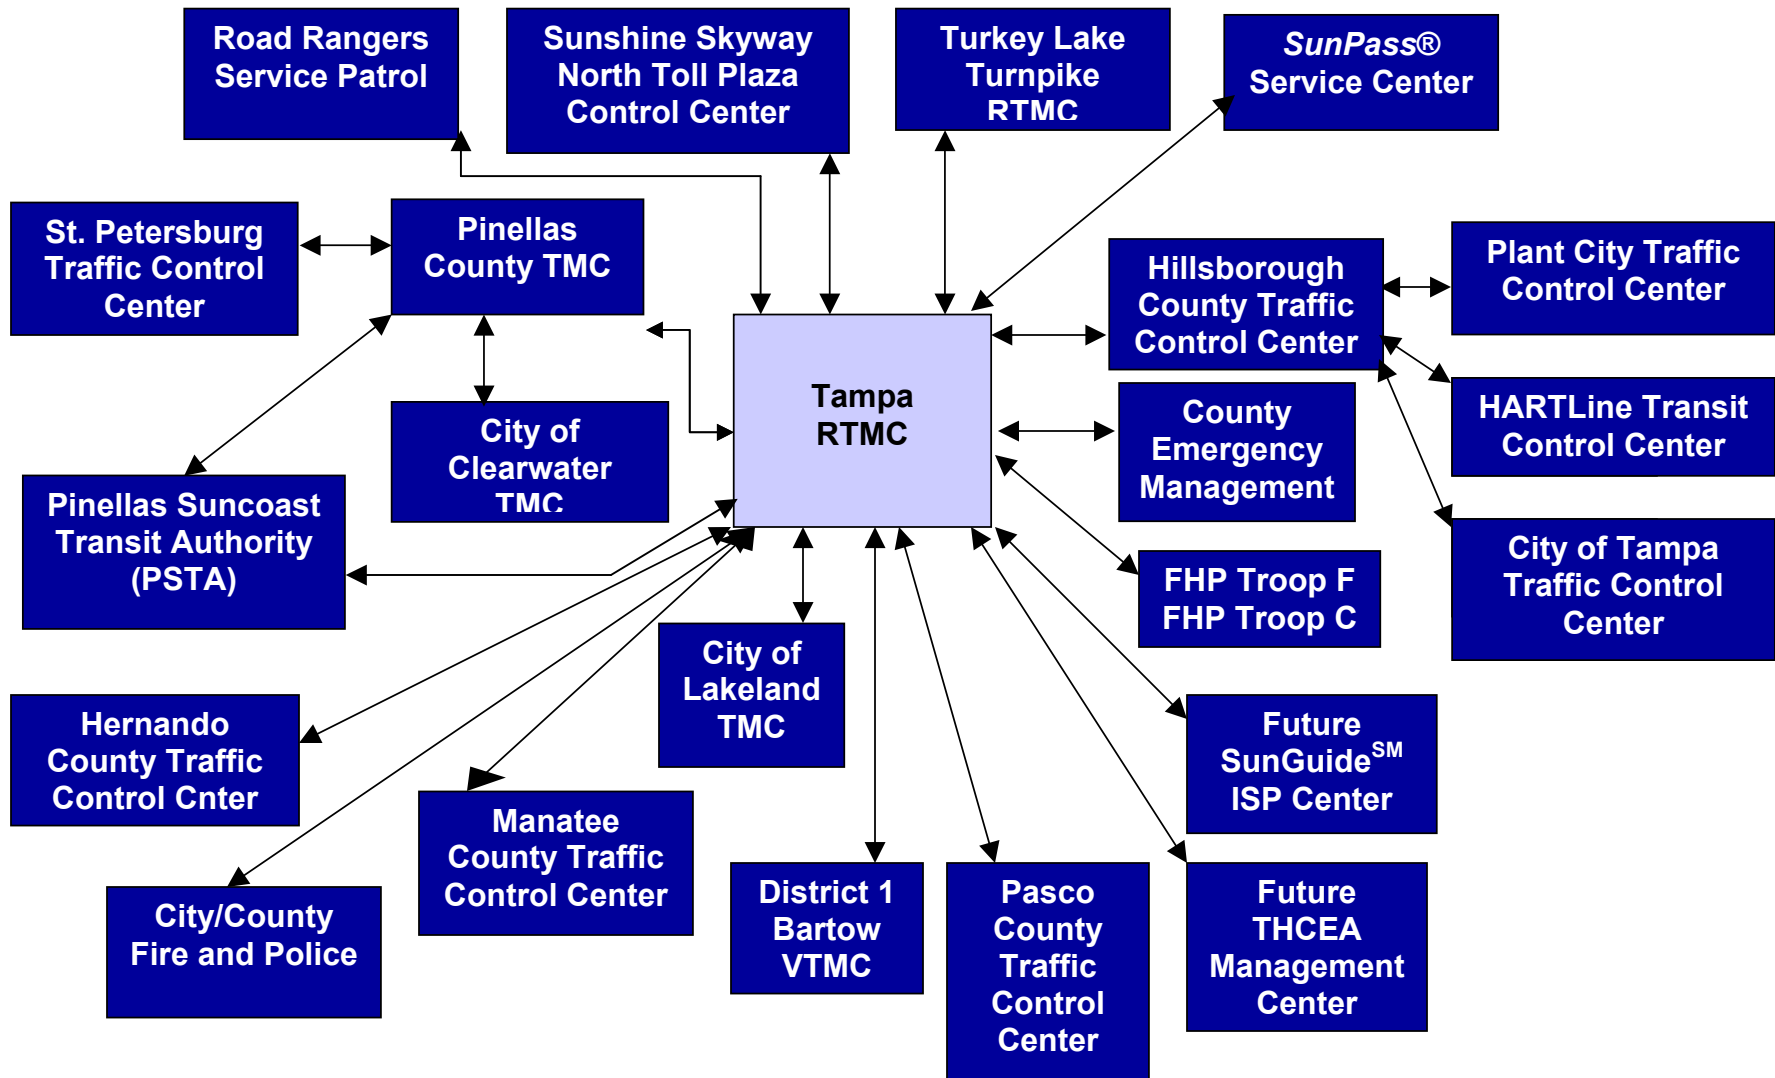 Road Rangers
Service Patrol
Sunshine Skyway
North Toll Plaza
Control Center
Turkey Lake
Turnpike
RTMC
SunPass®
Service Center
St. Petersburg
Traffic Control
Center
Pinellas
County TMC
Hillsborough
County Traffic
Control Center
Plant City Traffic
Control Center
Tampa
RTMC
City of
Clearwater
TMC
County
Emergency
Management
HARTLine Transit
Control Center
Pinellas Suncoast
Transit Authority
(PSTA)
FHP Troop F
FHP Troop C
City of Tampa
Traffic Control
Center
City of
Lakeland
TMC
Hernando
County Traffic
Control Cnter
Future
SunGuideSM
ISP Center
Manatee
County Traffic
Control Center
City/County
Fire and Police
District 1
Bartow
VTMC
Pasco
County
Traffic
Control
Center
Future
THCEA
Management
Center